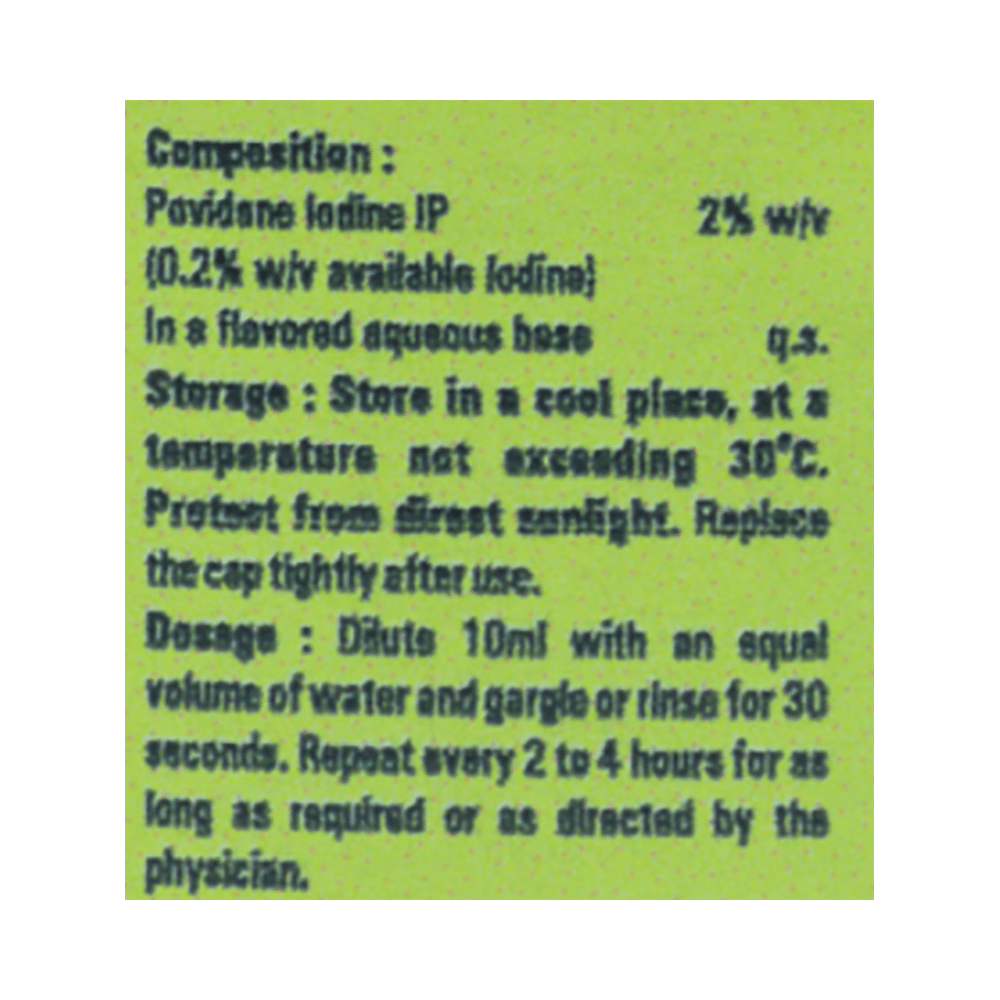 Composition :
Povidone Iodine IP 2% w/v
(0.2% w/v available Iodine)
In a flavored aqueous base q.s.
Storage : Store in a cool place, at a
temperature not exceeding 30°C.
Protect from direct sunlight. Replace
the cap tightly after use.
Dosage : Dilute 10ml with an equal
volume of water and gargle or rinse for 30
seconds. Repeat every 2 to 4 hours for as
long as required or as directed by the
physician.